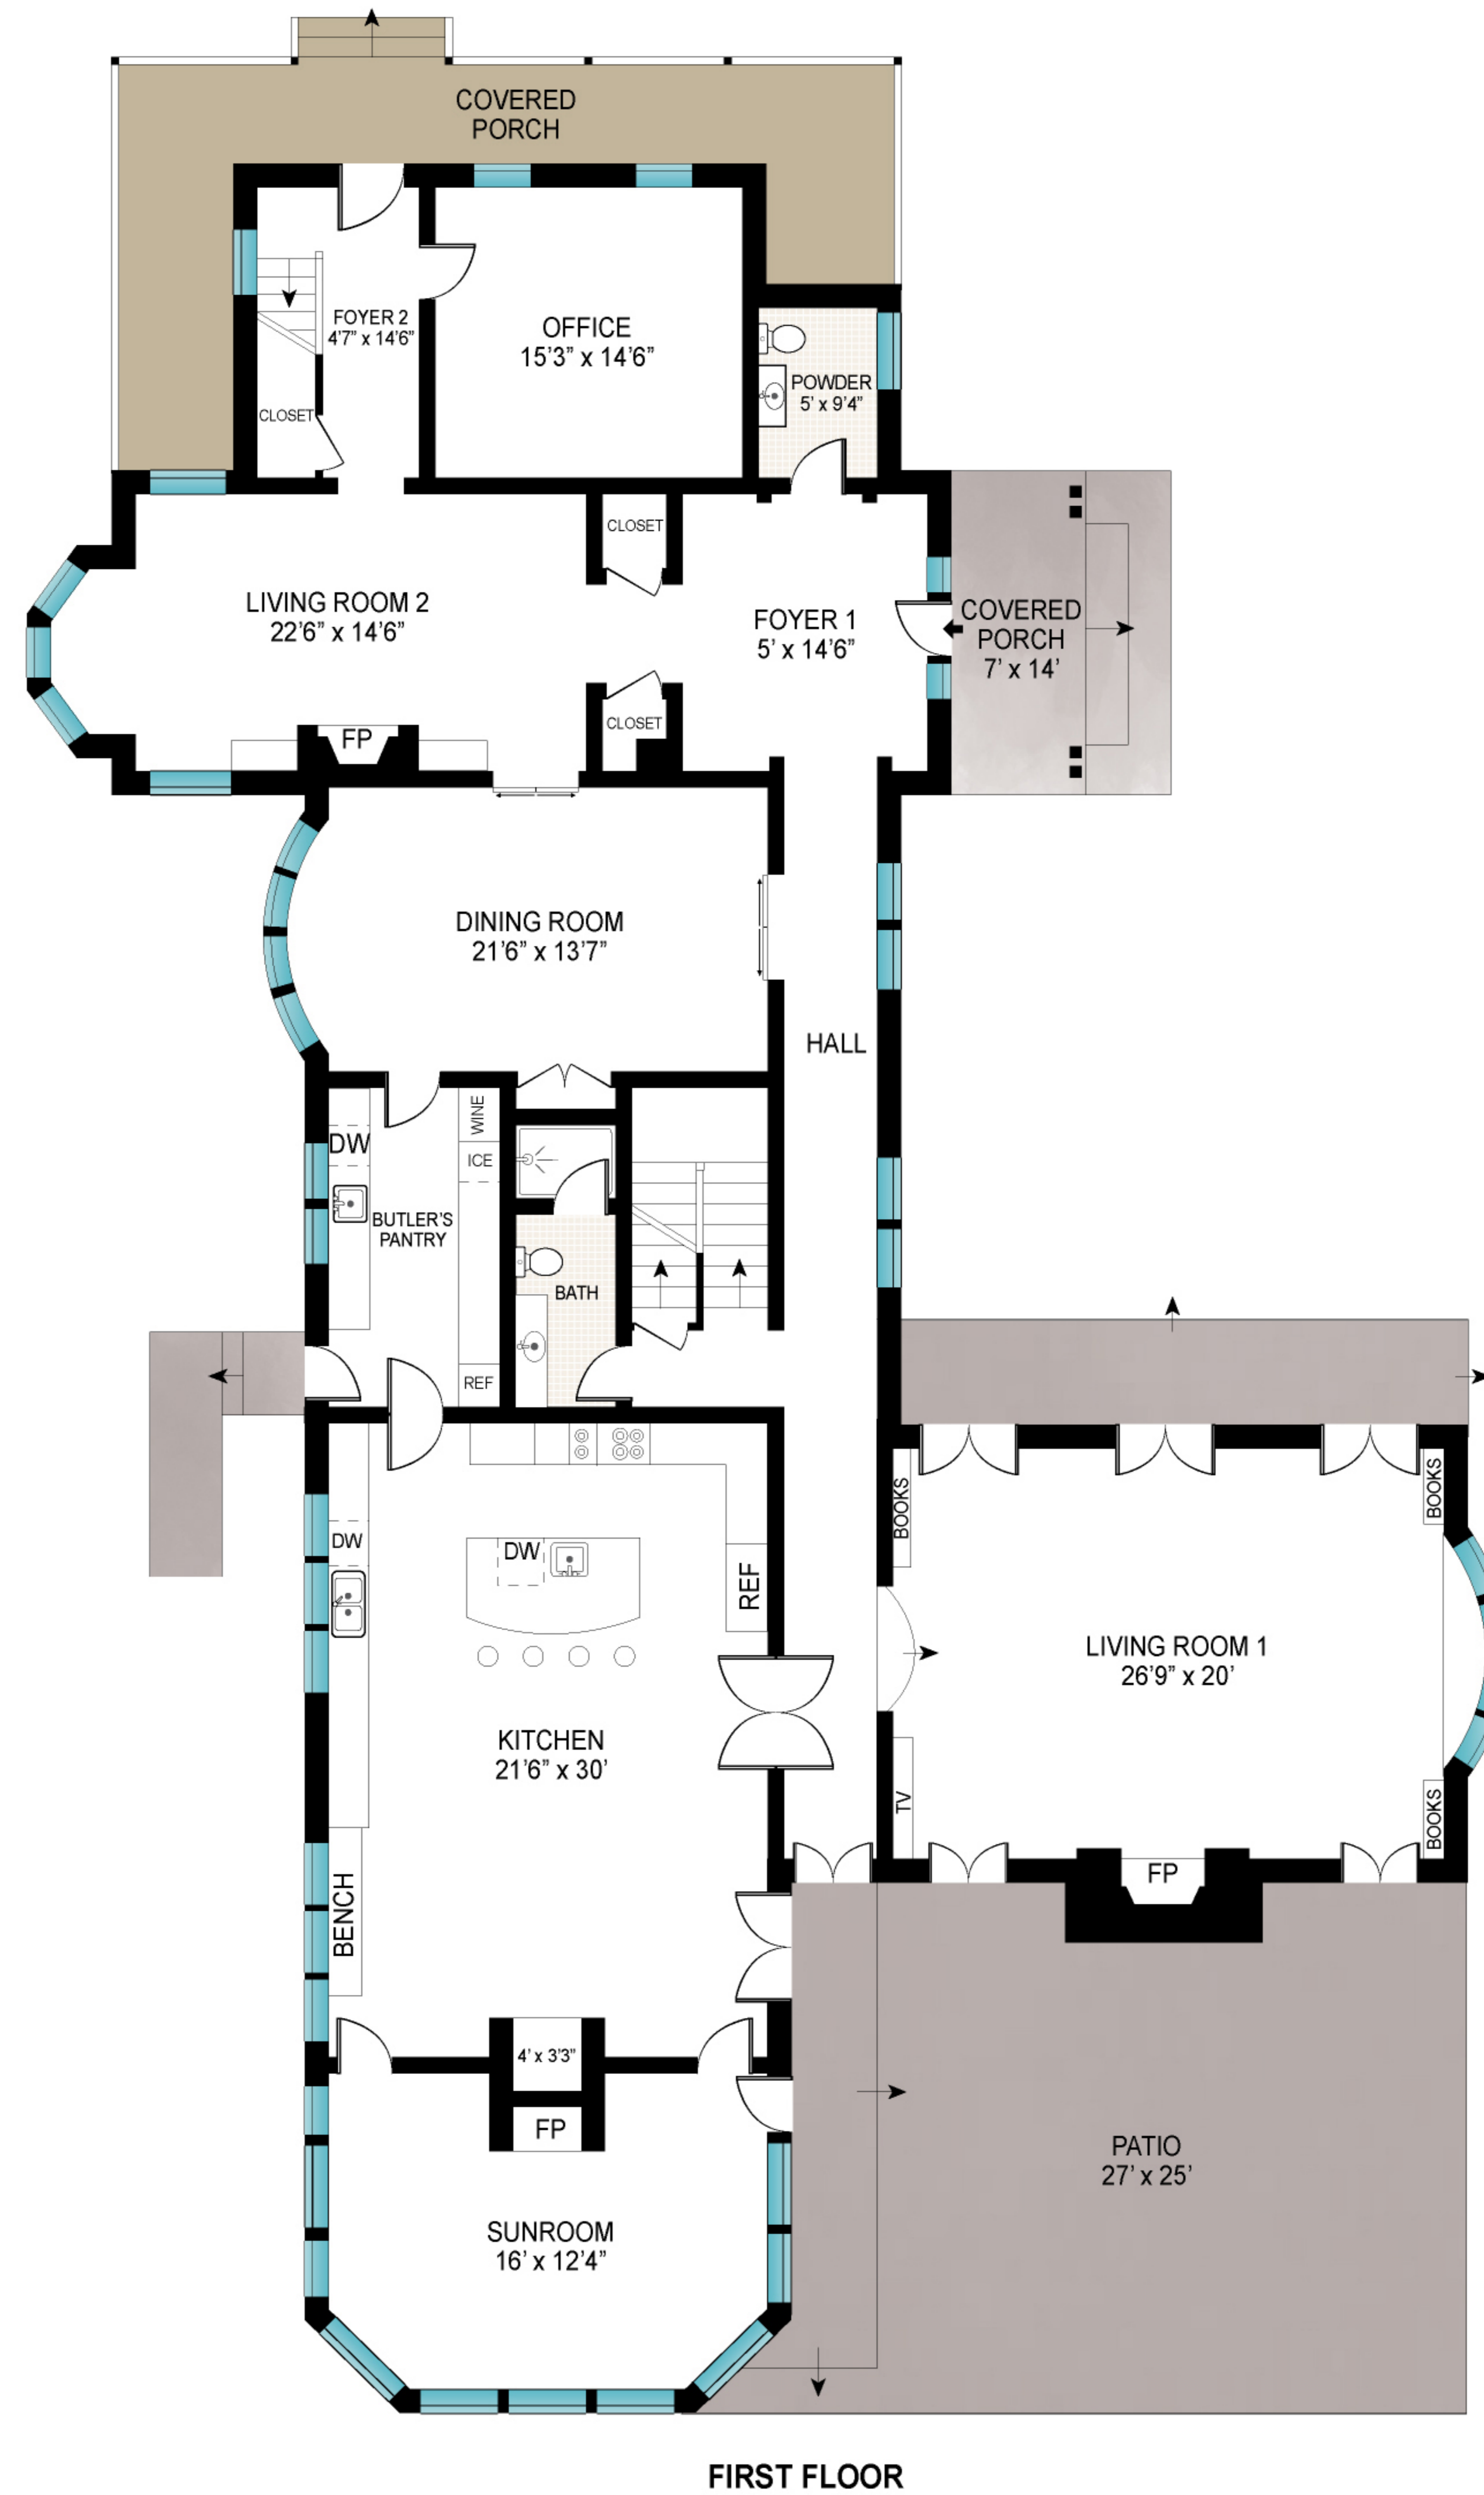 COVERED
PORCH
FOYER 2
4'7" x 14'6"
OFFICE
15'3" x 14'6"
POWDER
5' x 9'4"
CLOSET
CLOSET
LIVING ROOM 2
22'6" x 14'6"
FOYER 1
5' x 14'6"
COVERED
PORCH
7' x 14'
CLOSET
FP
DINING ROOM
21'6" x 13'7"
HALL
WINE
DW
ICE
BUTLER'S
PANTRY
BATH
REF
BOOKS
BOOKS
DW
DW
REF
LIVING ROOM 1
26'9" x 20'
KITCHEN
21'6" x 30'
TV
BOOKS
FP
BENCH
4' x 3'3"
FP
PATIO
27' x 25'
SUNROOM
16' x 12'4"
FIRST FLOOR